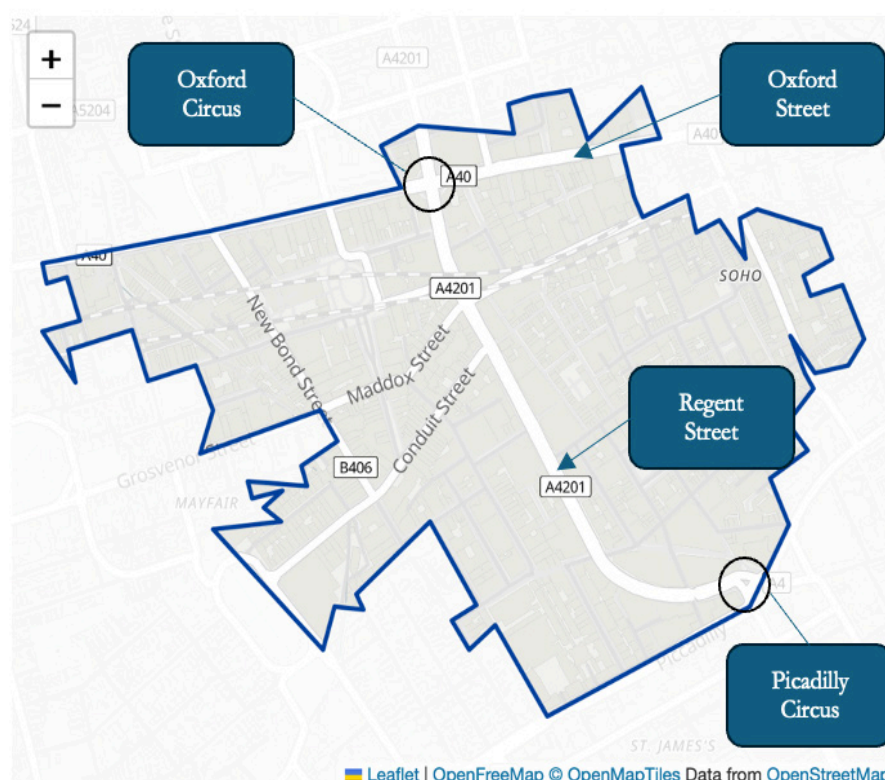 A4201
+
−
A5204
Oxford
Circus
Oxford
Street
A40
A40
A40
SOHO
A4201
New Bond Street
Maddox Street
Conduit Street
Regent
Street
Grosvenor Street
B406
A4201
MAYFAIR
A4
Piccadilly
Picadilly
Circus
ST. JAMES'S
Leaflet | OpenFreeMap © OpenMapTiles Data from OpenStreetMap